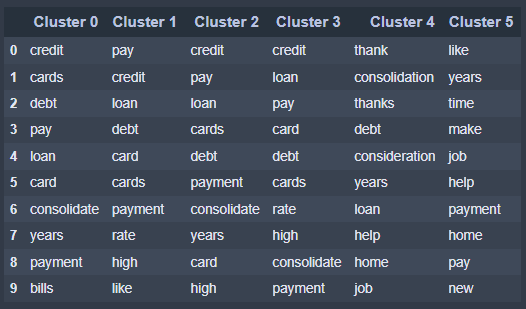 Cluster 0 Cluster 1 Cluster 2 Cluster 3 Cluster 4 Cluster 5
0 credit pay credit credit thank like
1 cards credit pay loan consolidation years
2 debt loan loan pay thanks time
3 pay debt cards card debt make
4 loan card debt debt consideration job
5 card cards payment cards years help
6 consolidate payment consolidate rate loan payment
7 years rate years high help home
8 payment high card consolidate home pay
9 bills like high payment job new